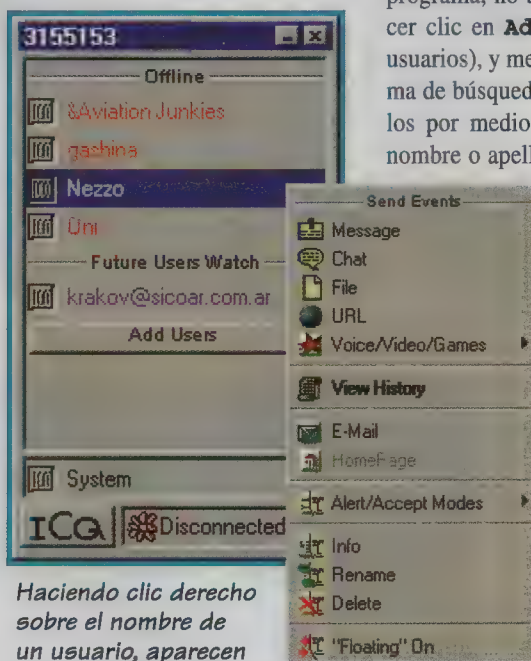 programa, no
cer clic en Ad
usuarios), y me
ma de búsqued
los por medio
nombre o apell
3155153
Offline
&Aviation Junkies
gashina
Nezzo
Uni
Future Users Watch
krakov@sicoar.com.ar
Add Users
System
ICQ
Disconnected
Send Events
Message
Chat
File
URL
Voice/Video/Games
View History
E-Mail
HomePage
Alert/Accept Modes
Info
Rename
Delete
"Floating" On
Haciendo clic derecho
sobre el nombre de
un usuario, aparecen